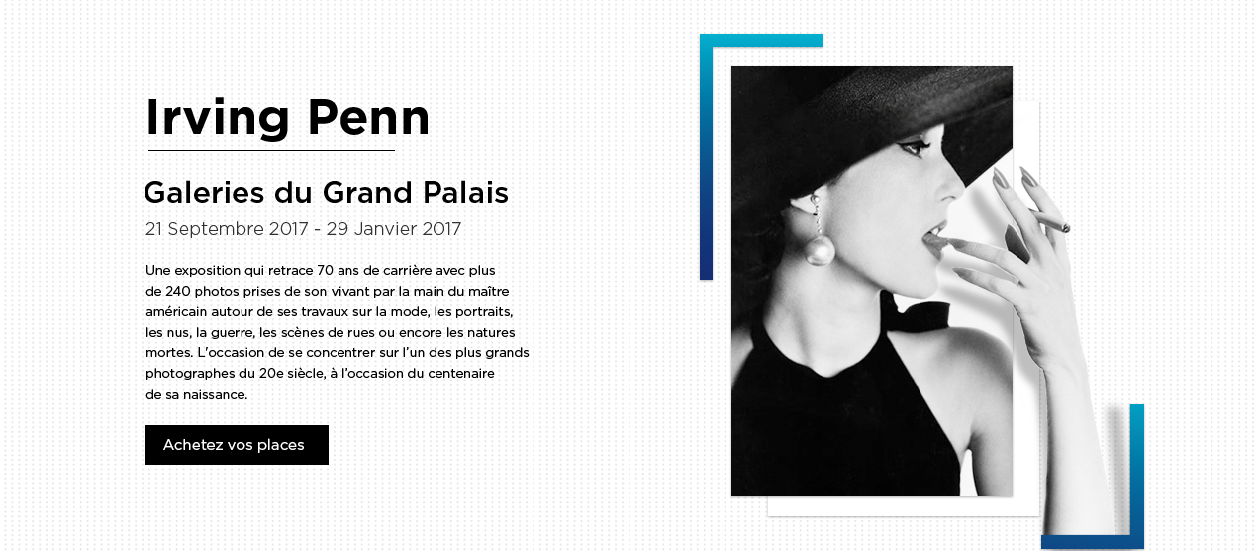 Irving Penn
Galeries du Grand Palais
21 Septembre 2017 - 29 Janvier 2017
Une exposition qui retrace 70 ans de carrière avec plus
de 240 photos prises de son vivant par la main du maître
américain autour de ses travaux sur la mode, les portraits,
les nus, la guerre, les scènes de rues ou encore les natures
mortes. L'occasion de se concentrer sur l'un des plus grands
photographes du 20e siècle, à l'occasion du centenaire
de sa naissance.
Achetez vos places